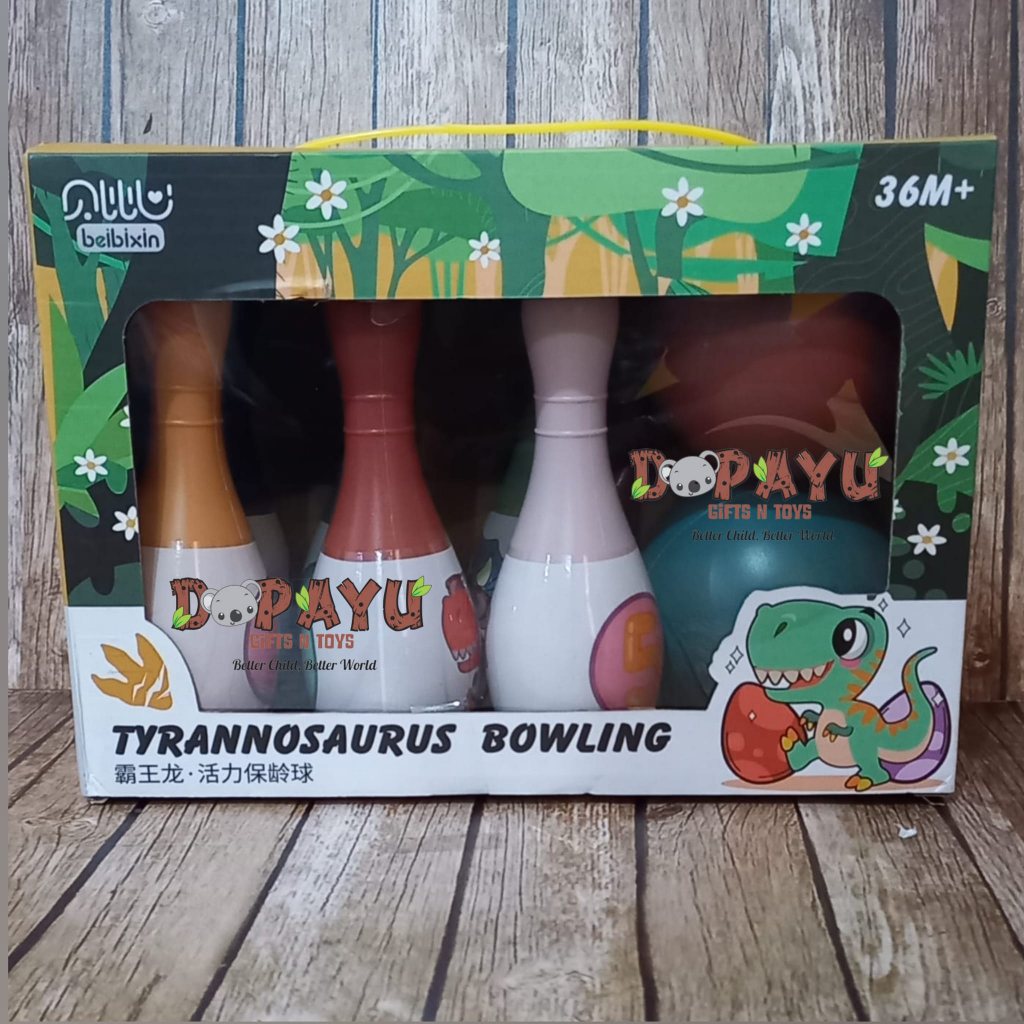 beibixin
36M+
DOPAYU
GIFTS N TOYS
Better Child, Better World
DOPAYU
GIFTS N TOYS
Better Child, Better World
TYRANNOSAURUS BOWLING
霸王龙·活力保龄球